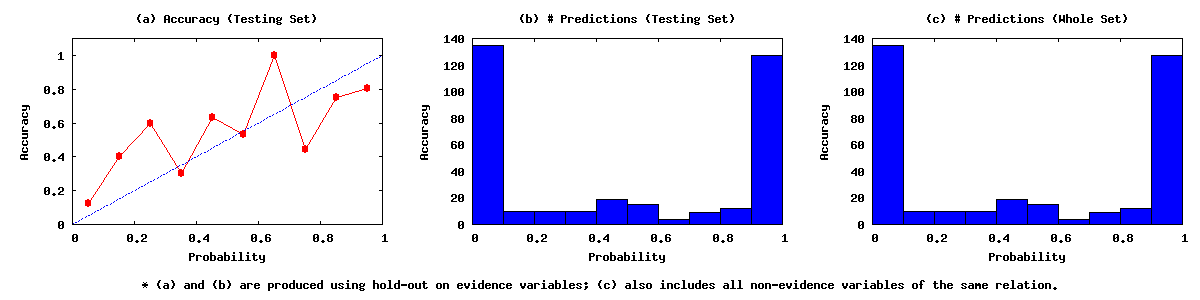 (a) Accuracy (Testing Set)
(b) # Predictions (Testing Set)
(c) # Predictions (Whole Set)
Accuracy
1
0.8
0.6
0.4
0.2
0
0 0.2 0.4 0.6 0.8 1
Probability
Accuracy
140
120
100
80
60
40
20
0
0 0.2 0.4 0.6 0.8 1
Probability
Accuracy
140
120
100
80
60
40
20
0
0 0.2 0.4 0.6 0.8 1
Probability
* (a) and (b) are produced using hold-out on evidence variables; (c) also includes all non-evidence variables of the same relation.